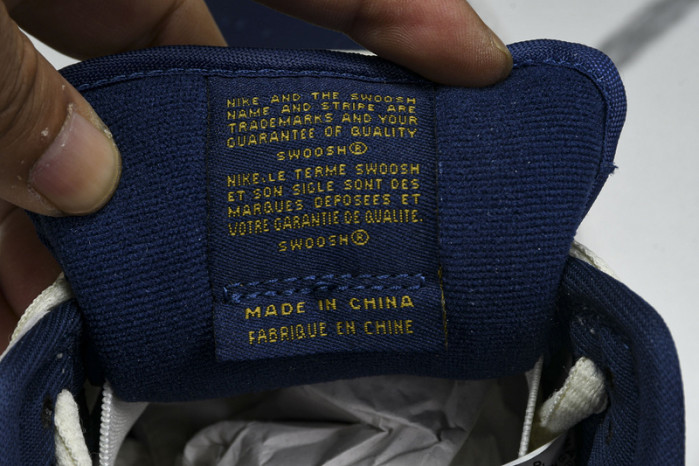 NIKE AND THE SWOOSH
NAME AND STRIPE ARE
TRADEMARKS AND YOUR
GUARANTEE OF QUALITY
SWOOSH®
NIKE.LE TERME SWOOSH
ET SON SIGLE SONT DES
MARQUES DEPOSEES ET
VOTRE GARANTIE DE QUALITE.
SWOOSH®
MADE IN CHINA
FABRIQUE EN CHINE